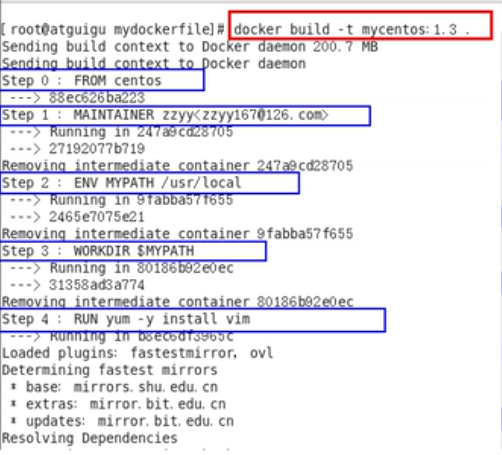 [root@atguigu mydockerfile]# docker build -t mycentos:1.3 .
Sending build context to Docker daemon 200.7 MB
Sending build context to Docker daemon
Step 0 : FROM centos
---> 88ec626ba223
Step 1 : MAINTAINER zzyy<zzyy167@126.com>
---> Running in 247a9cd28705
---> 27192077b719
Removing intermediate container 247a9cd28705
Step 2 : ENV MYPATH /usr/local
---> Running in 9fabba57f655
---> 2465e7075e21
Removing intermediate container 9fabba57f655
Step 3 : WORKDIR $MYPATH
---> Running in 80186b92e0ec
---> 31358ad3a774
Removing intermediate container 80186b92e0ec
Step 4 : RUN yum -y install vim
---> Running in b8ec6df3965c
Loaded plugins: fastestmirror, ovl
Determining fastest mirrors
* base: mirrors.shu.edu.cn
* extras: mirror.bit.edu.cn
* updates: mirror.bit.edu.cn
Resolving Dependencies